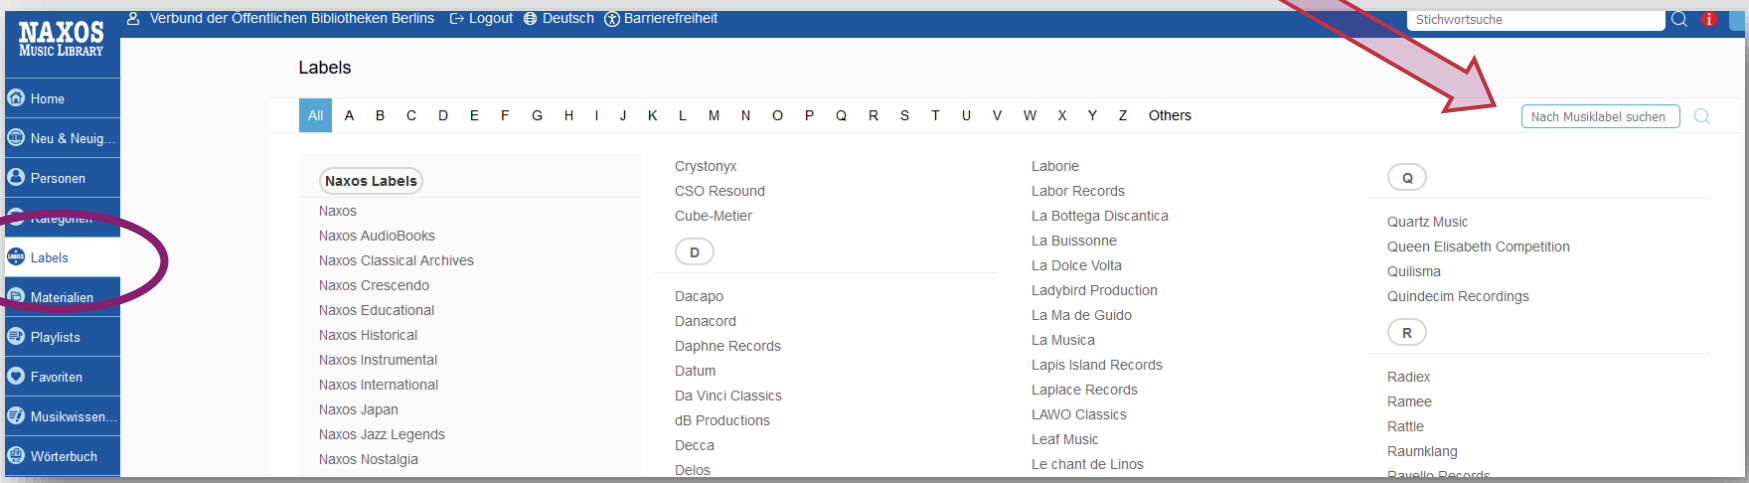 NAXOS
MUSIC LIBRARY
Verbund der Öffentlichen Bibliotheken Berlins Logout Deutsch Barrierefreiheit
Stichwortsuche
i
Home
NEW
Neu & Neuig...
Personen
Kategorien
LABELS
Labels
Materialien
Playlists
Favoriten
Musikwissen...
Wörterbuch
Labels
All A B C D E F G H I J K L M N O P Q R S T U V W X Y Z Others
Nach Musiklabel suchen
Naxos Labels
Naxos
Naxos AudioBooks
Naxos Classical Archives
Naxos Crescendo
Naxos Educational
Naxos Historical
Naxos Instrumental
Naxos International
Naxos Japan
Naxos Jazz Legends
Naxos Nostalgia
Crystonyx
CSO Resound
Cube-Metier
D
Dacapo
Danacord
Daphne Records
Datum
Da Vinci Classics
dB Productions
Decca
Delos
Laborie
Labor Records
La Bottega Discantica
La Buissonne
La Dolce Volta
Ladybird Production
La Ma de Guido
La Musica
Lapis Island Records
Laplace Records
LAWO Classics
Leaf Music
Le chant de Linos
Q
Quartz Music
Queen Elisabeth Competition
Quilisma
Quindecim Recordings
R
Radiex
Ramee
Rattle
Raumklang
Ravello Records